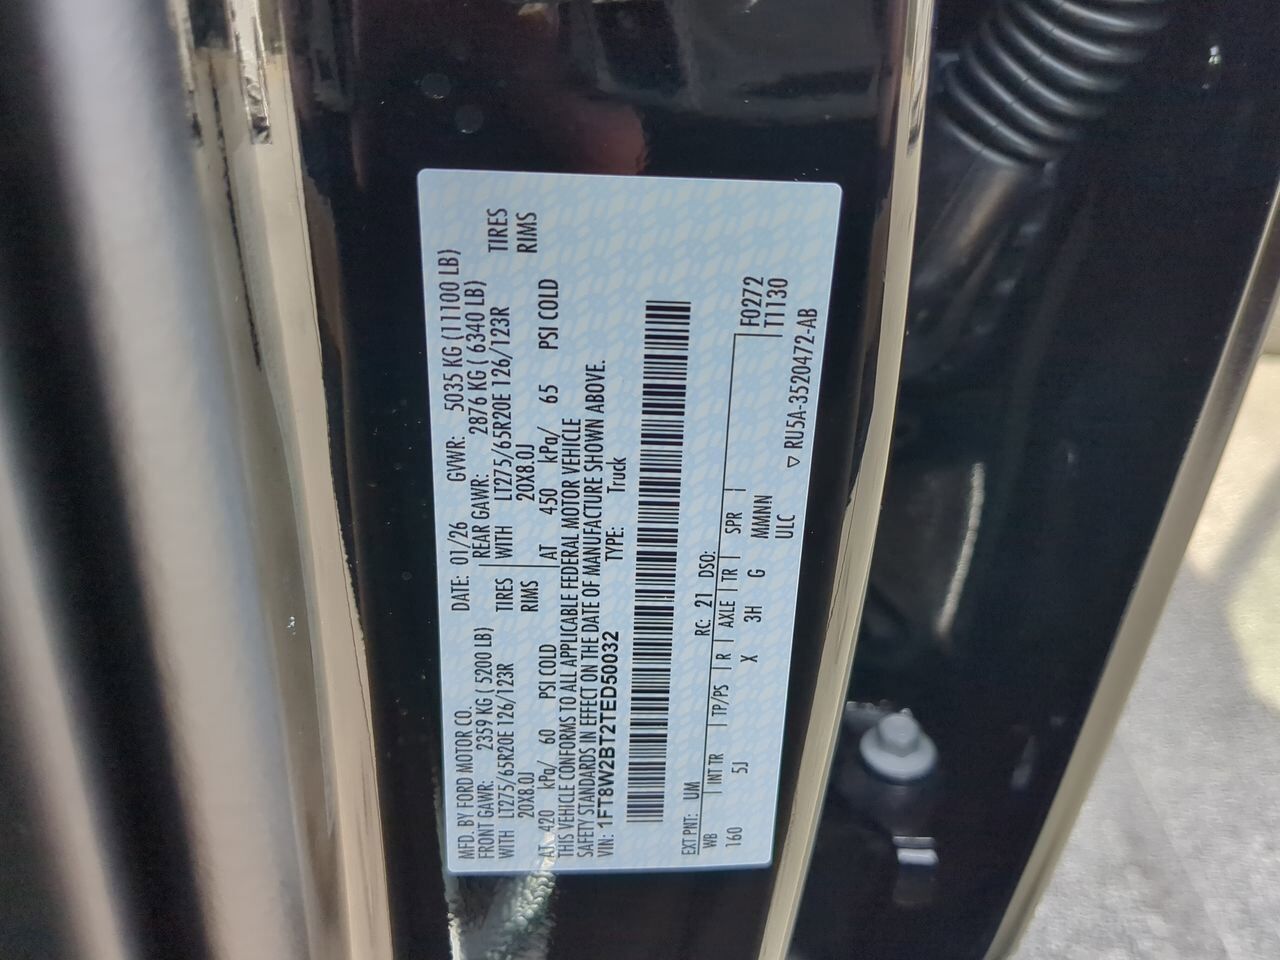 MFD. BY FORD MOTOR CO. DATE: 01/26 GVWR: 5035 KG (11100 LB)
FRONT GAWR: 2359 KG ( 5200 LB) REAR GAWR: 2876 KG ( 6340 LB)
WITH LT275/65R20E 126/123R TIRES WITH LT275/65R20E 126/123R TIRES
20X8.0J RIMS 20X8.0J RIMS
AT 420 kPa/ 60 PSI COLD AT 450 kPa/ 65 PSI COLD
THIS VEHICLE CONFORMS TO ALL APPLICABLE FEDERAL MOTOR VEHICLE
SAFETY STANDARDS IN EFFECT ON THE DATE OF MANUFACTURE SHOWN ABOVE.
VIN: 1FT8W2BT2TED50032 TYPE: Truck
EXT PNT: UM RC: 21 DSO: F0272
WB INT TR TP/PS R AXLE TR SPR T1130
160 5J X 3H G MMMNN
ULC
▽ RU5A-3520472-AB